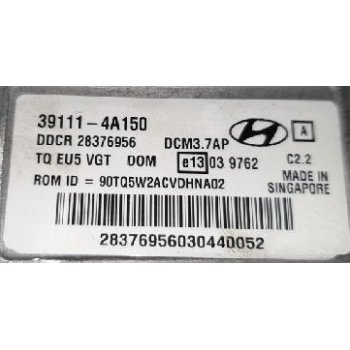 39111-4A150
DDCR 28376956 DCM3.7AP A
TQ EU5 VGT DOM e13 03 9762 C2.2
ROM ID = 90TQ5W2ACVDHNA02 MADE IN
SINGAPORE
28376956030440052